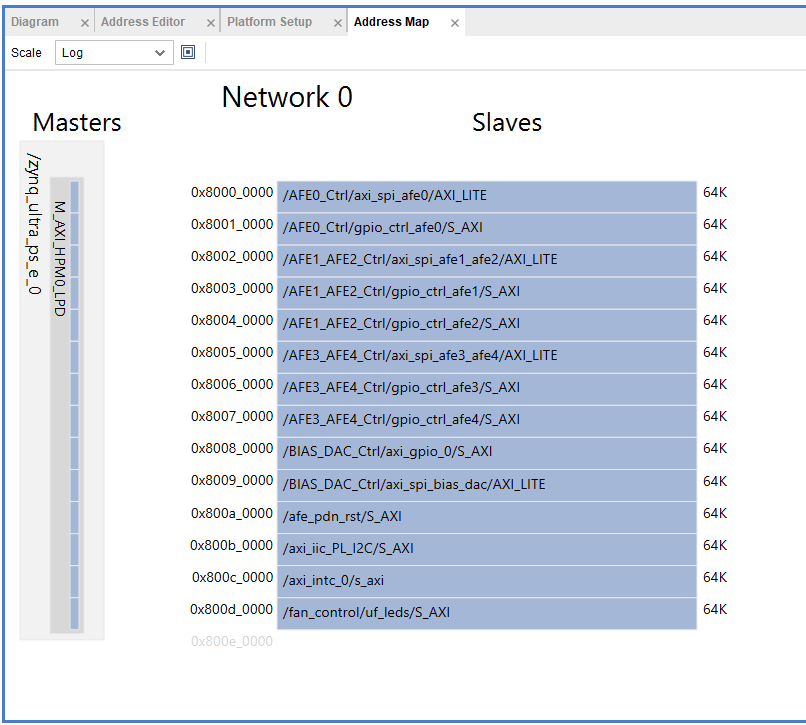 Diagram × Address Editor × Platform Setup × Address Map ×
Scale Log
Network 0
Masters Slaves
/zynq_ultra_ps_e_0
M_AXI_HPM0_LPD
0x8000_0000 /AFE0_Ctrl/axi_spi_afe0/AXI_LITE 64K
0x8001_0000 /AFE0_Ctrl/gpio_ctrl_afe0/S_AXI 64K
0x8002_0000 /AFE1_AFE2_Ctrl/axi_spi_afe1_afe2/AXI_LITE 64K
0x8003_0000 /AFE1_AFE2_Ctrl/gpio_ctrl_afe1/S_AXI 64K
0x8004_0000 /AFE1_AFE2_Ctrl/gpio_ctrl_afe2/S_AXI 64K
0x8005_0000 /AFE3_AFE4_Ctrl/axi_spi_afe3_afe4/AXI_LITE 64K
0x8006_0000 /AFE3_AFE4_Ctrl/gpio_ctrl_afe3/S_AXI 64K
0x8007_0000 /AFE3_AFE4_Ctrl/gpio_ctrl_afe4/S_AXI 64K
0x8008_0000 /BIAS_DAC_Ctrl/axi_gpio_0/S_AXI 64K
0x8009_0000 /BIAS_DAC_Ctrl/axi_spi_bias_dac/AXI_LITE 64K
0x800a_0000 /afe_pdn_rst/S_AXI 64K
0x800b_0000 /axi_iic_PL_I2C/S_AXI 64K
0x800c_0000 /axi_intc_0/s_axi 64K
0x800d_0000 /fan_control/uf_leds/S_AXI 64K
0x800e_0000